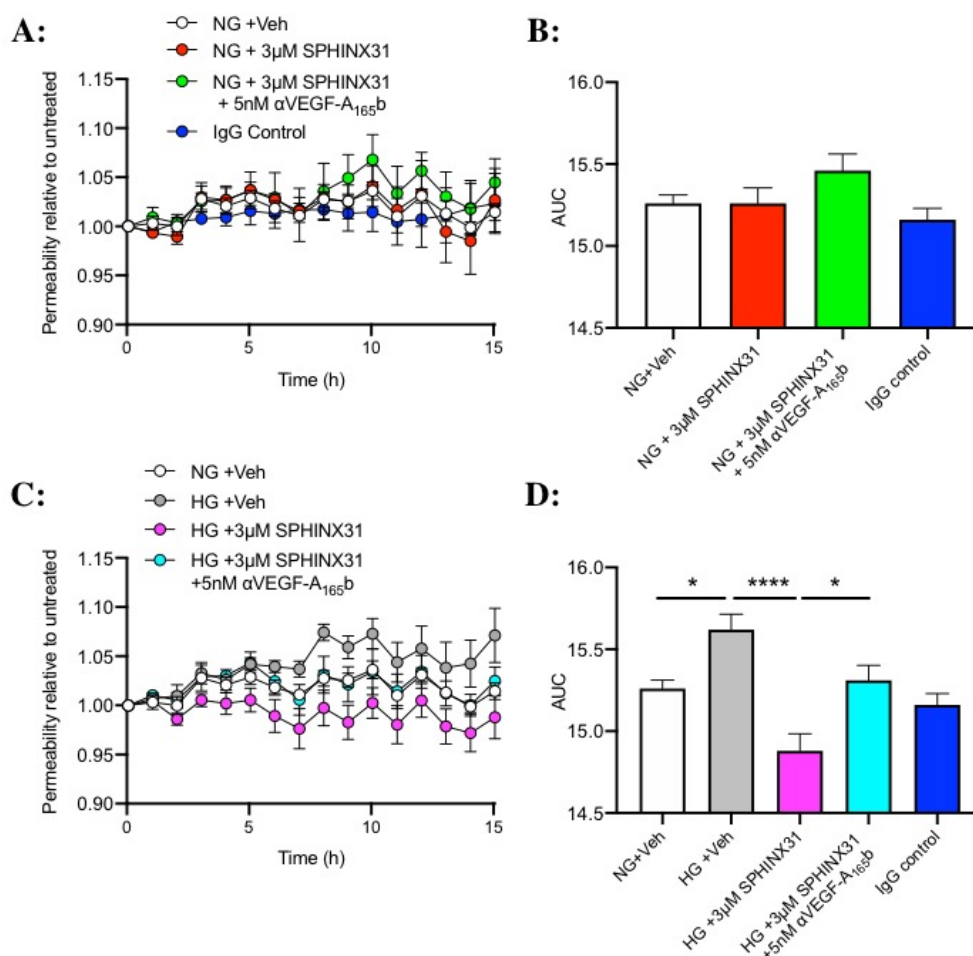 A:
NG +Veh
NG + 3µM SPHINX31
NG + 3µM SPHINX31
+ 5nM αVEGF-A₁₆₅b
IgG Control
Permeability relative to untreated
1.15
1.10
1.05
1.00
0.95
0.90
0
5
10
15
Time (h)
B:
AUC
16.0
15.5
15.0
14.5
NG+Veh
NG + 3µM SPHINX31
NG + 3µM SPHINX31
+ 5nM αVEGF-A₁₆₅b
IgG control
C:
NG +Veh
HG +Veh
HG +3µM SPHINX31
HG +3µM SPHINX31
+5nM αVEGF-A₁₆₅b
Permeability relative to untreated
1.15
1.10
1.05
1.00
0.95
0.90
0
5
10
15
Time (h)
D:
AUC
16.0
15.5
15.0
14.5
* **** *
NG+Veh
HG +Veh
HG +3µM SPHINX31
HG +3µM SPHINX31
+5nM αVEGF-A₁₆₅b
IgG control